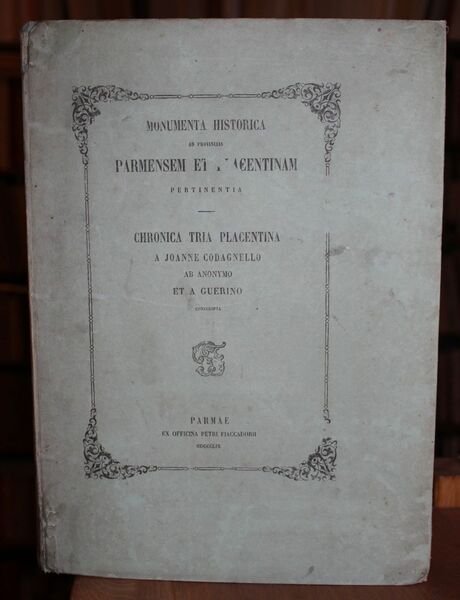 MONUMENTA HISTORICA
AD PROVINCIAS
PARMENSEM ET PLACENTINAM
PERTINENTIA
CHRONICA TRIA PLACENTINA
A JOANNE CODAGNELLO
AB ANONYMO
ET A GUERINO
CONSCRIPTA
PARMAE
EX OFFICINA PETRI FIACCADORII
MDCCCLIX